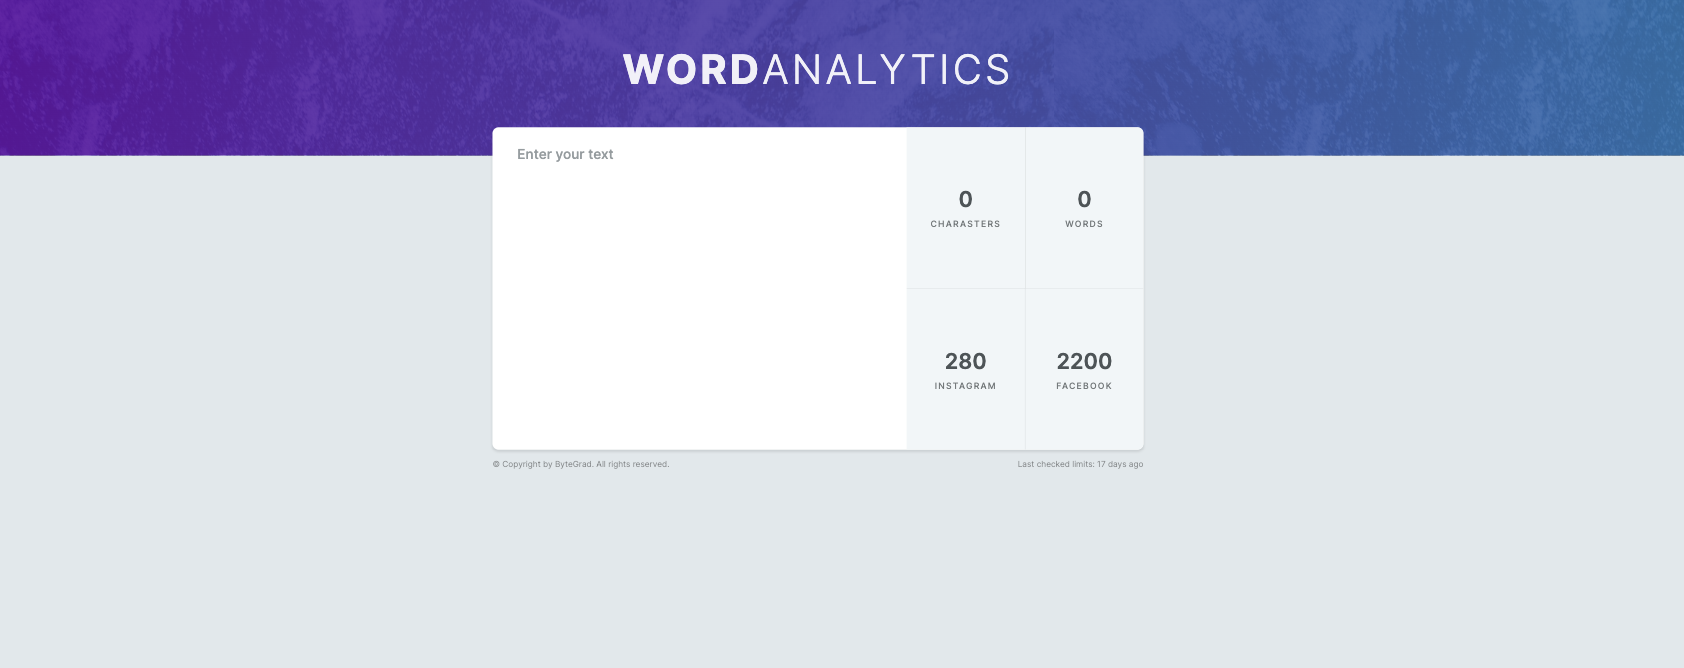 WORDANALYTICS
Enter your text
0
CHARASTERS
0
WORDS
280
INSTAGRAM
2200
FACEBOOK
© Copyright by ByteGrad. All rights reserved.
Last checked limits: 17 days ago